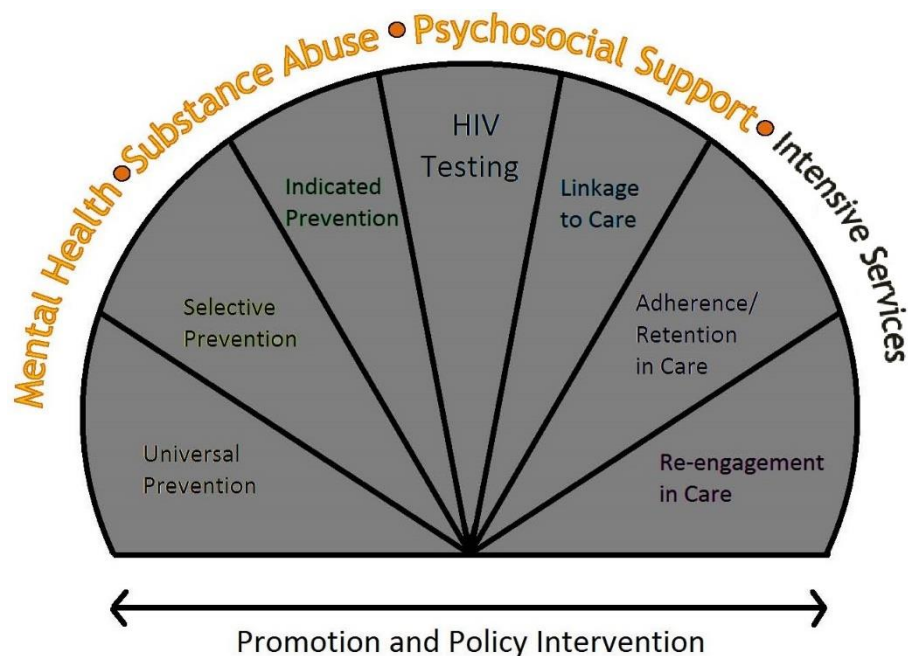 Mental Health • Substance Abuse • Psychosocial Support • Intensive Services
HIV
Testing
Indicated
Prevention
Linkage
to Care
Selective
Prevention
Adherence/
Retention
in Care
Universal
Prevention
Re-engagement
in Care
Promotion and Policy Intervention